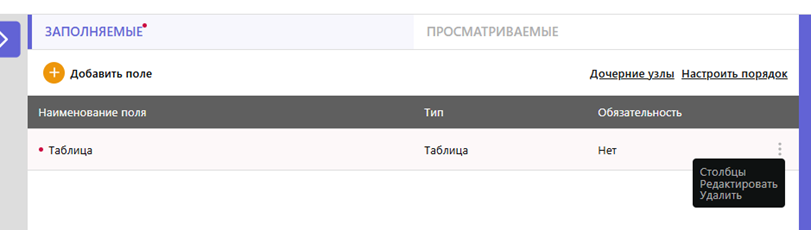 ЗАПОЛНЯЕМЫЕ ПРОСМАТРИВАЕМЫЕ
Добавить поле Дочерние узлы Настроить порядок
Наименование поля Тип Обязательность
Таблица Таблица Нет
Столбцы
Редактировать
Удалить